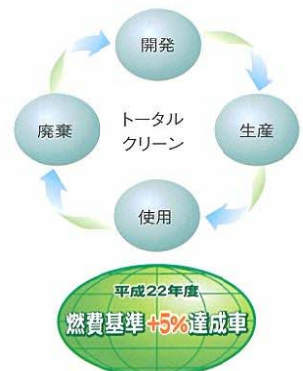 開発
廃棄
トータル
クリーン
生産
使用
平成22年度
燃費基準+5%達成車